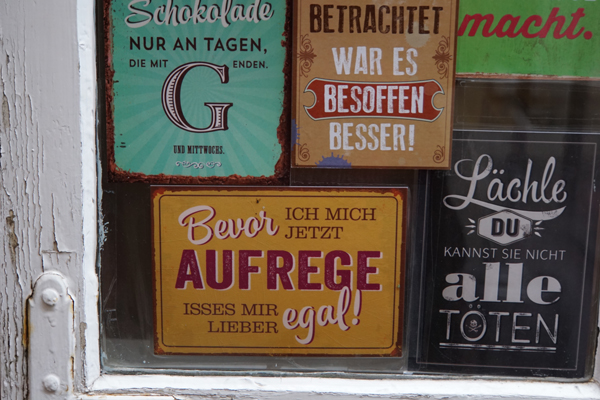 Schokolade
NUR AN TAGEN,
DIE MIT G ENDEN.
UND MITTWOCHS.
BETRACHTET
WAR ES
BESOFFEN
BESSER!
macht.
Bevor ICH MICH
JETZT
AUFREGE
ISSES MIR
LIEBER egal!
Lächle
DU
KANNST SIE NICHT
alle
TÖTEN